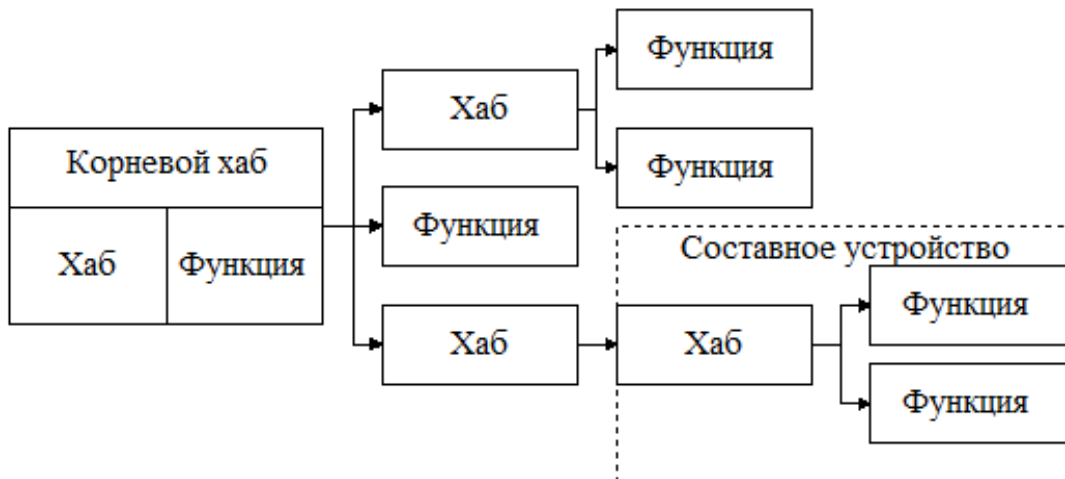 Корневой хаб
Хаб
Функция
Хаб
Функция
Функция
Функция
Хаб
Составное устройство
Хаб
Функция
Функция